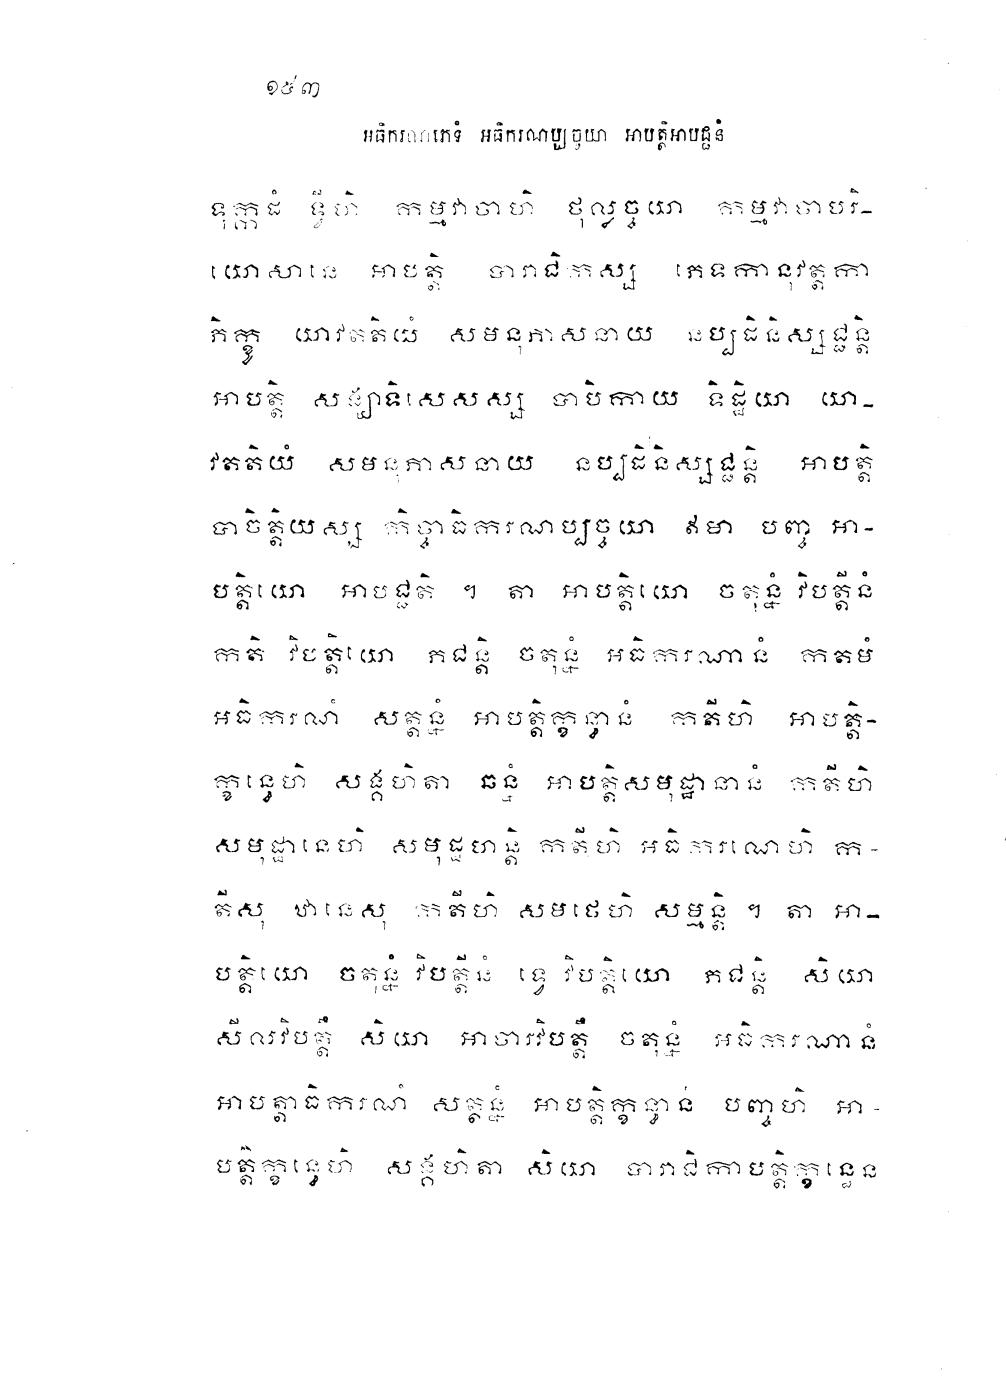 ១៥៣
អធិករណភេទំ អធិករណប្បច្ចយា អាបត្តិអាបជ្ជនំ
ទុក្កដំ ទ្វីហិ កម្មវាចាហិ ថុល្លច្ចយា កម្មវាចាបរិ-
យោសានេ អាបត្តិ បារាជិកស្ស ភេទកានុវត្តកា
ភិក្ខូ យាវតតិយំ សមនុភាសនាយ នប្បដិនិស្សជ្ជន្តិ
អាបត្តិ សង្ឃាទិសេសស្ស បាបិកាយ ទិដ្ឋិយា យា-
វតតិយំ សមនុភាសនាយ នប្បដិនិស្សជ្ជន្តិ អាបត្តិ
បាចិត្តិយស្ស កិច្ចាធិករណប្បច្ចយា ឥមា បញ្ច អា-
បត្តិយោ អាបជ្ជតិ ។ តា អាបត្តិយោ ចតុន្នំ វិបត្តីនំ
កតិ វិបត្តិយោ ភជន្តិ ចតុន្នំ អធិករណានំ កតមំ
អធិករណំ សត្តន្នំ អាបត្តិក្ខន្ធានំ កតីហិ អាបត្តិ-
ក្ខន្ធេហិ សង្គហិតា ឆន្នំ អាបត្តិសមុដ្ឋានានំ កតីហិ
សមុដ្ឋានេហិ សមុដ្ឋហន្តិ កតីហិ អធិករណេហិ ក-
តីសុ ឋានេសុ កតីហិ សមថេហិ សម្មន្តិ ។ តា អា-
បត្តិយោ ចតុន្នំ វិបត្តីនំ ទ្វេ វិបត្តិយោ ភជន្តិ សិយា
សីលវិបត្តឹ សិយា អាចារវិបត្តឹ ចតុន្នំ អធិករណានំ
អាបត្តាធិករណំ សត្តន្នំ អាបត្តិក្ខន្ធានំ បញ្ចហិ អា-
បត្តិក្ខន្ធេហិ សង្គហិតា សិយា បារាជិកាបត្តិក្ខន្ធេន